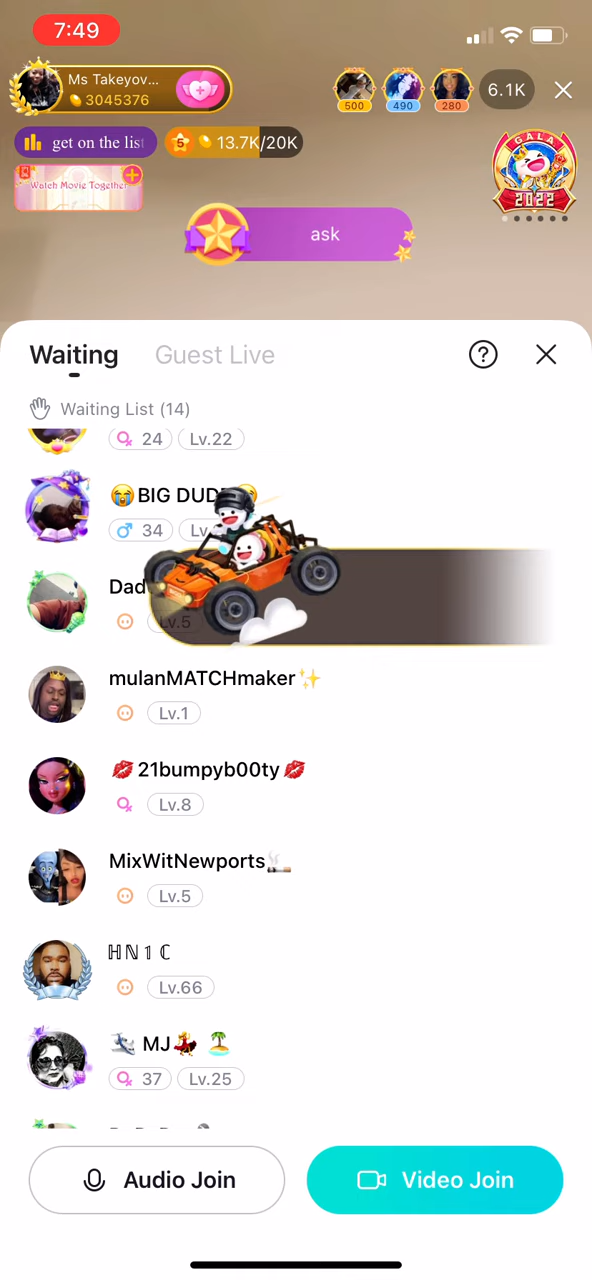 7:49
Ms Takeyov...
3045376
500
490
280
6.1K
get on the list
5
13.7K/20K
Watch Movie Together
GALA
2022
ask
Waiting
Guest Live
Waiting List (14)
24
Lv.22
😭BIG DUD
34
Lv
Dad
Lv.5
mulanMATCHmaker✨
Lv.1
💋21bumpyb00ty💋
Lv.8
MixWitNewports🚬
Lv.5
ℍℕ𝟙ℂ
Lv.66
🛩️ MJ💃 🏝️
37
Lv.25
Audio Join
Video Join